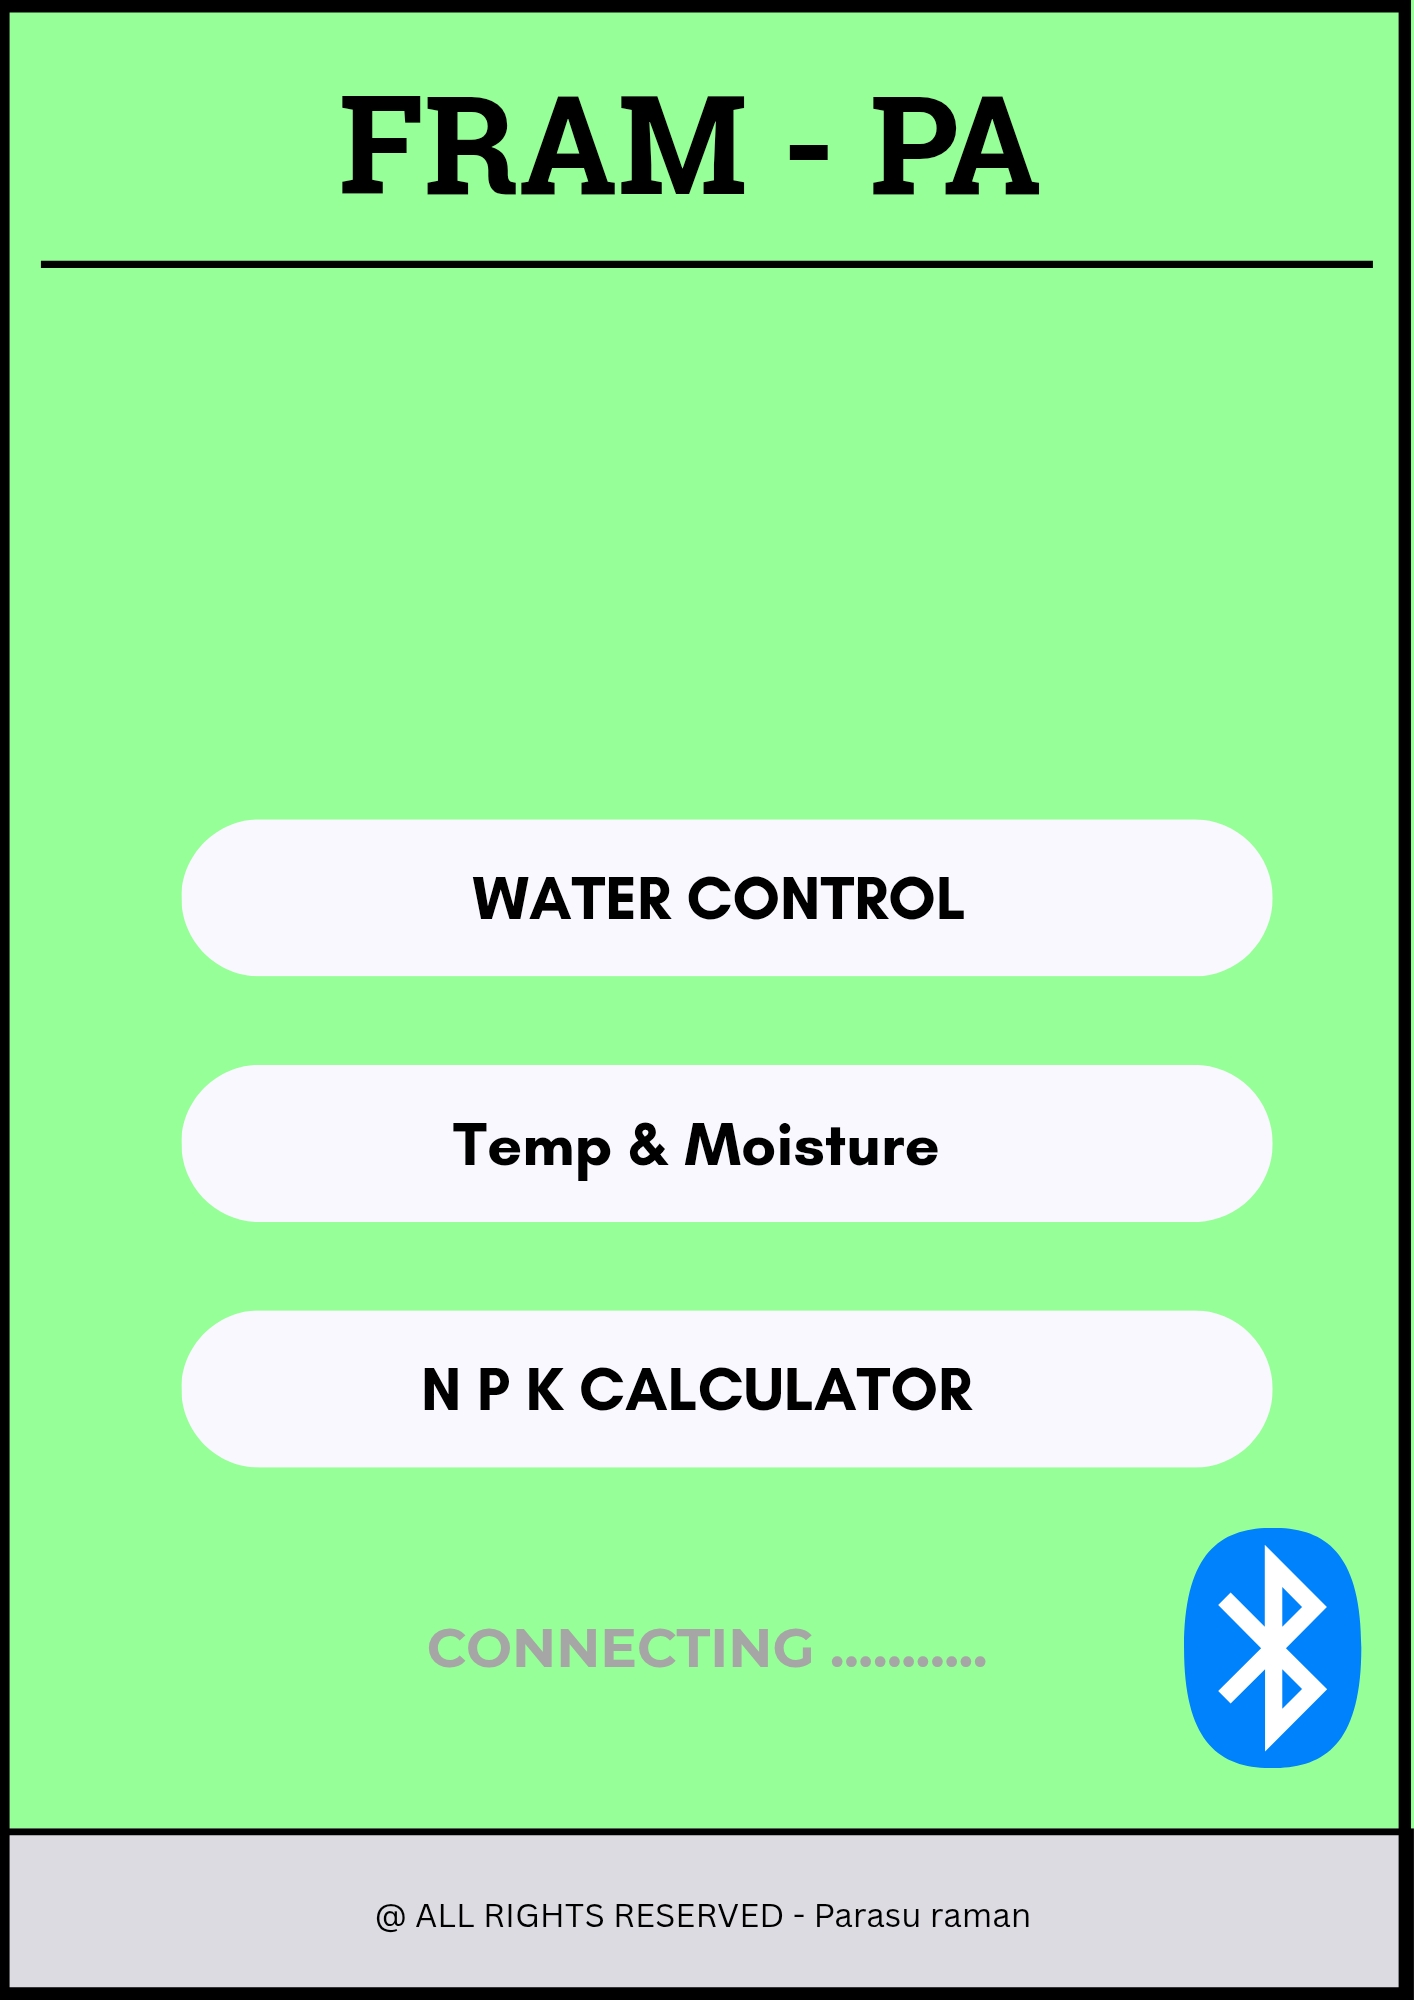 FRAM - PA
WATER CONTROL
Temp & Moisture
N P K CALCULATOR
CONNECTING ...........
@ ALL RIGHTS RESERVED - Parasu raman